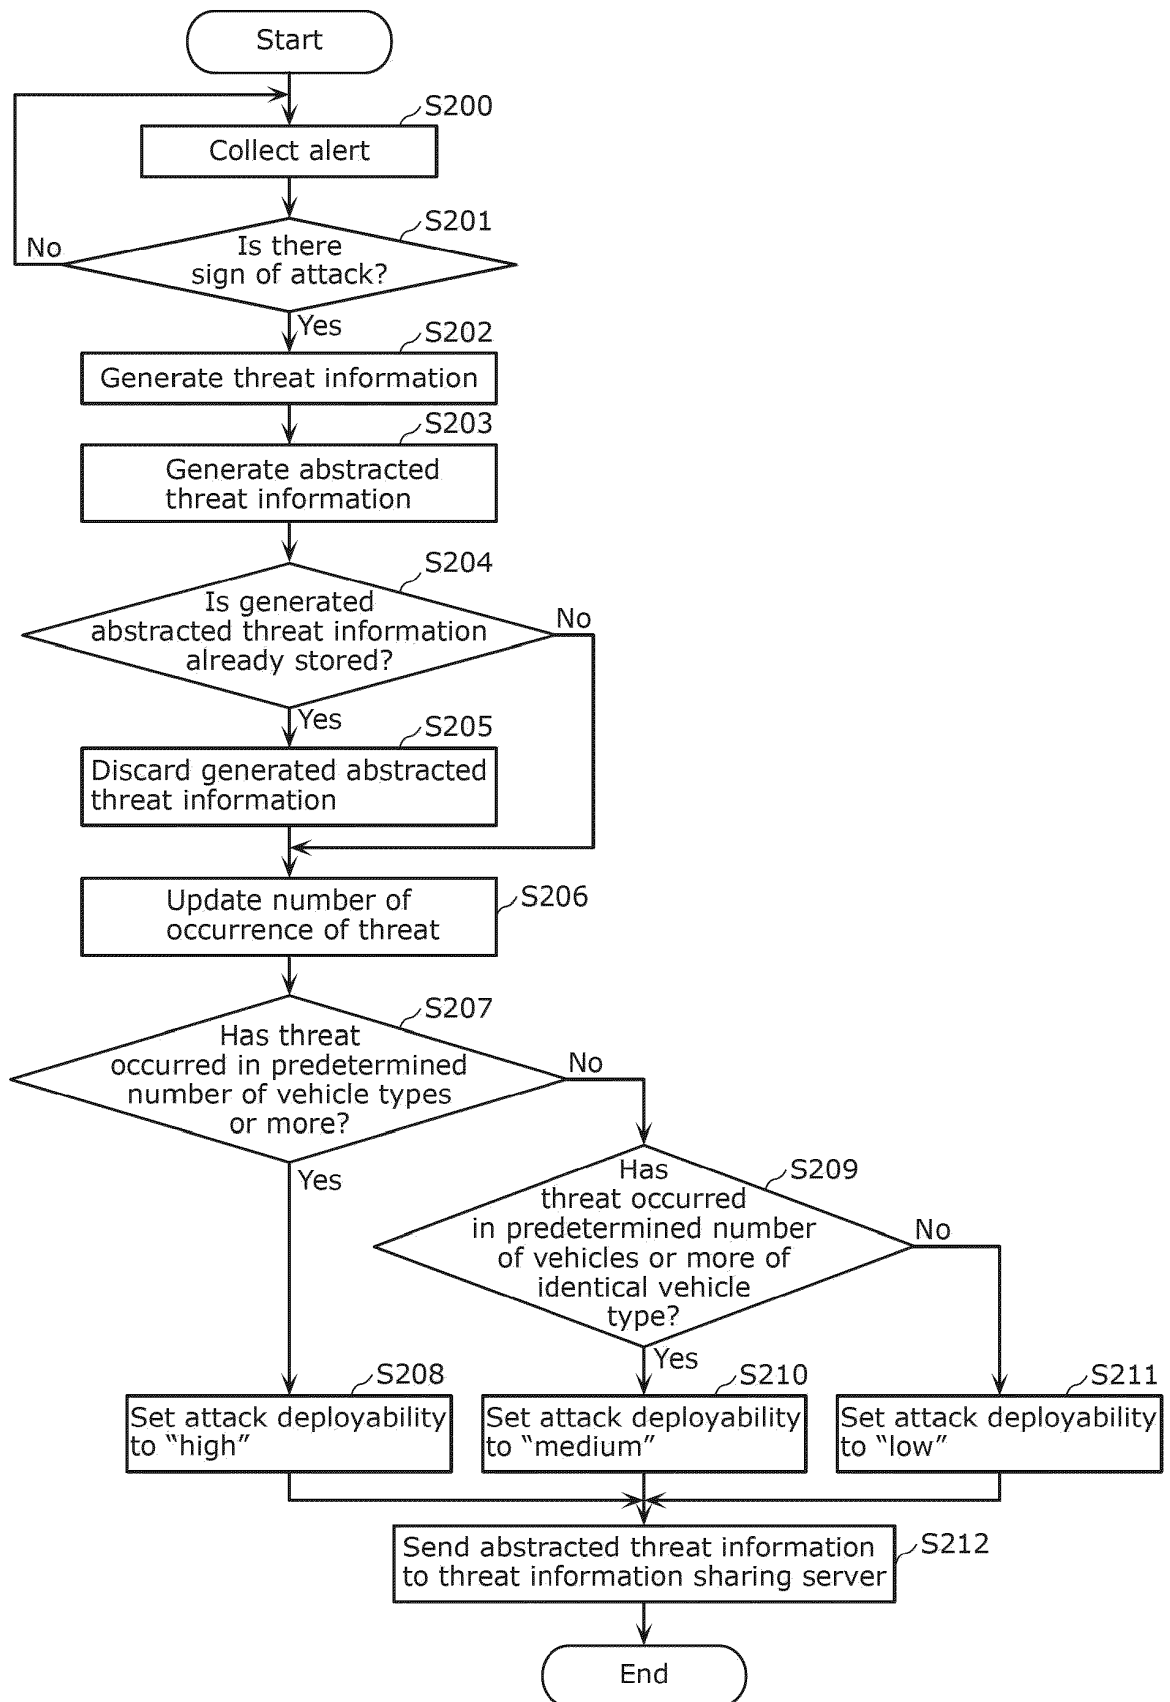 Start
S200
Collect alert
S201
Is there
sign of attack?
No
Yes
S202
Generate threat information
S203
Generate abstracted
threat information
S204
Is generated
abstracted threat information
already stored?
No
Yes
S205
Discard generated abstracted
threat information
Update number of
occurrence of threat
S206
S207
Has threat
occurred in predetermined
number of vehicle types
or more?
No
Yes
S209
Has
threat occurred
in predetermined number
of vehicles or more of
identical vehicle
type?
No
Yes
S208
Set attack deployability
to “high”
S210
Set attack deployability
to “medium”
S211
Set attack deployability
to “low”
Send abstracted threat information
to threat information sharing server
S212
End